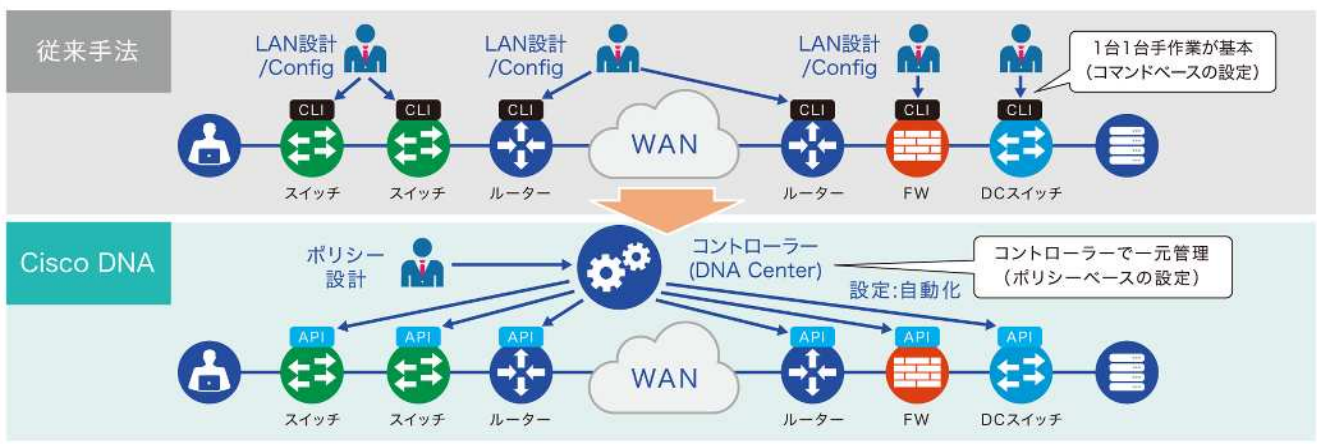 従来手法
LAN設計
/Config
LAN設計
/Config
LAN設計
/Config
1台1台手作業が基本
(コマンドベースの設定)
CLI
CLI
CLI
CLI
CLI
CLI
WAN
スイッチ
スイッチ
ルーター
ルーター
FW
DCスイッチ
Cisco DNA
ポリシー
設計
コントローラー
(DNA Center)
コントローラーで一元管理
(ポリシーベースの設定)
設定:自動化
API
API
API
API
API
API
WAN
スイッチ
スイッチ
ルーター
ルーター
FW
DCスイッチ